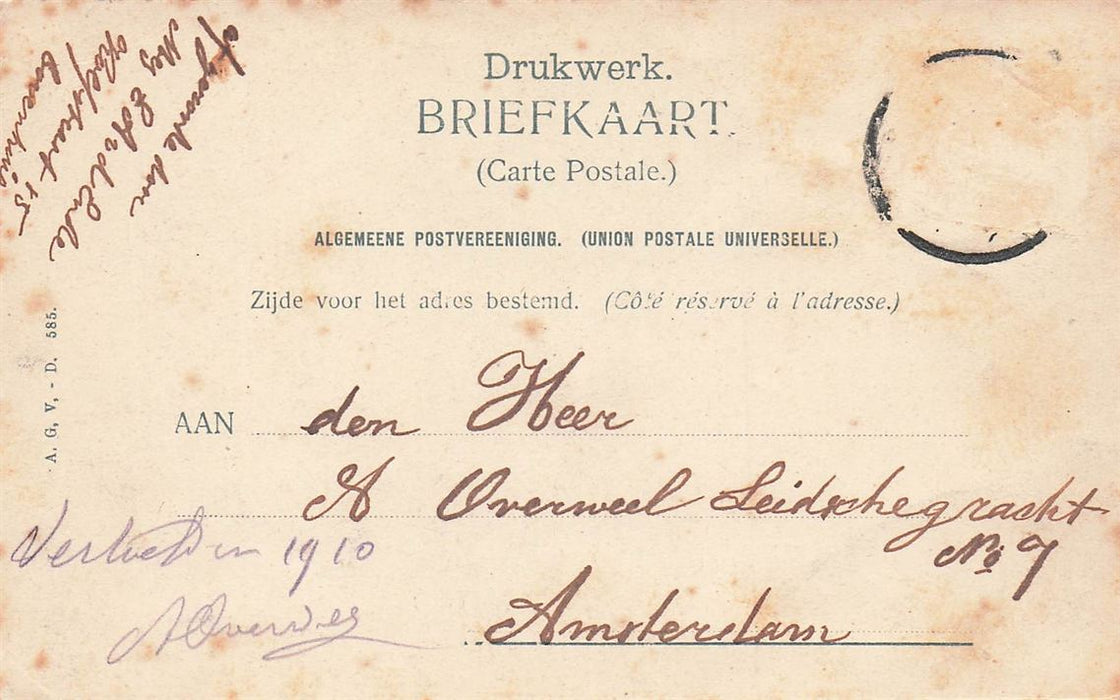 Drukwerk.
BRIEFKAART.
(Carte Postale.)
ALGEMEENE POSTVEREENIGING. (UNION POSTALE UNIVERSELLE.)
Zijde voor het adres bestemd. (Côté réservé à l'adresse.)
AAN den Heer
A Overweel Leidschegracht
No 7
Amsterdam
A. G. V. - D. 585.
1910